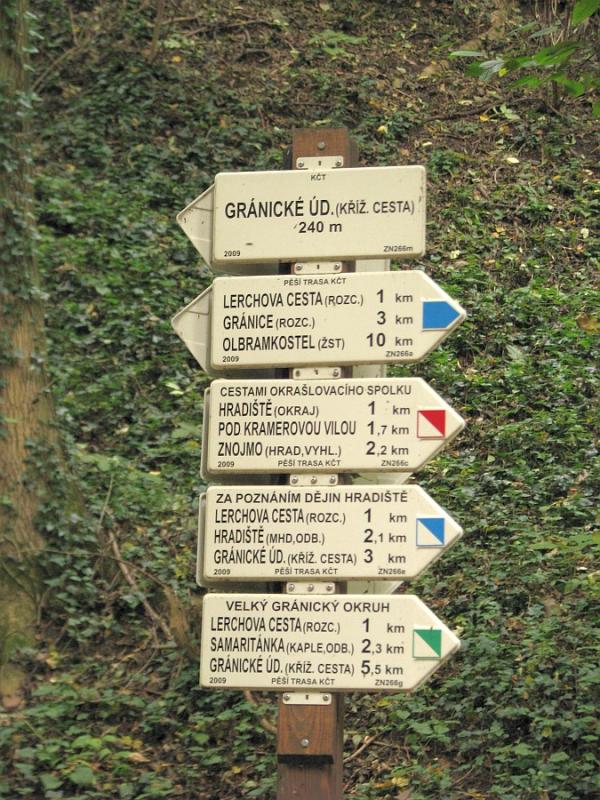 KČT
GRÁNICKÉ ÚD. (KŘÍŽ. CESTA)
240 m
2009 ZN266m
PĚŠÍ TRASA KČT
LERCHOVA CESTA (ROZC.) 1 km
GRÁNICE (ROZC.) 3 km
OLBRAMKOSTEL (ŽST) 10 km
2009 ZN266a
CESTAMI OKRAŠLOVACÍHO SPOLKU
HRADIŠTĚ (OKRAJ) 1 km
POD KRAMEROVOU VILOU 1,7 km
ZNOJMO (HRAD,VYHL.) 2,2 km
2009 PĚŠÍ TRASA KČT ZN266c
ZA POZNÁNÍM DĚJIN HRADIŠTĚ
LERCHOVA CESTA (ROZC.) 1 km
HRADIŠTĚ (MHD,ODB.) 2,1 km
GRÁNICKÉ ÚD. (KŘÍŽ. CESTA) 3 km
2009 PĚŠÍ TRASA KČT ZN266e
VELKÝ GRÁNICKÝ OKRUH
LERCHOVA CESTA (ROZC.) 1 km
SAMARITÁNKA (KAPLE,ODB.) 2,3 km
GRÁNICKÉ ÚD. (KŘÍŽ. CESTA) 5,5 km
2009 PĚŠÍ TRASA KČT ZN266g